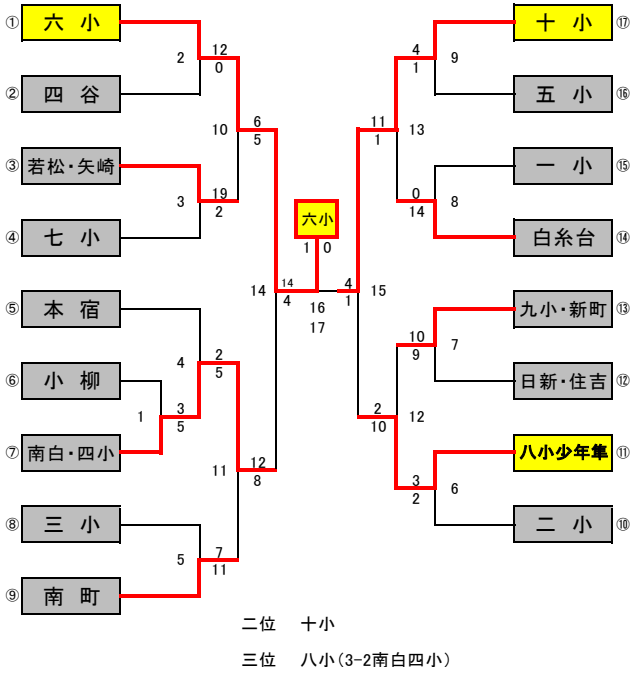 ① 六 小
2
12
0
② 四 谷
10
6
5
③ 若松・矢崎
3
19
2
④ 七 小
14
14
4
⑤ 本 宿
4
2
5
⑥ 小 柳
1
3
5
⑦ 南白・四小
11
12
8
⑧ 三 小
5
7
11
⑨ 南 町
六小
1 0
16
17
十 小 ⑰
4
1
9
五 小 ⑯
11
1
13
一 小 ⑮
0
14
8
白糸台 ⑭
4
1
15
九小・新町 ⑬
10
9
7
日新・住吉 ⑫
2
10
12
八小少年隼 ⑪
3
2
6
二 小 ⑩
二位 十小
三位 八小(3-2南白四小)